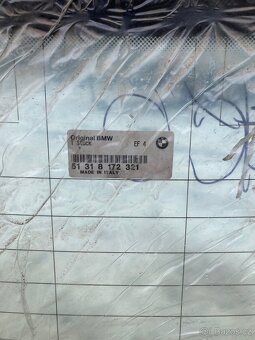 Original BMW
1 Stück EF 4
51 31 8 172 321
MADE IN ITALY